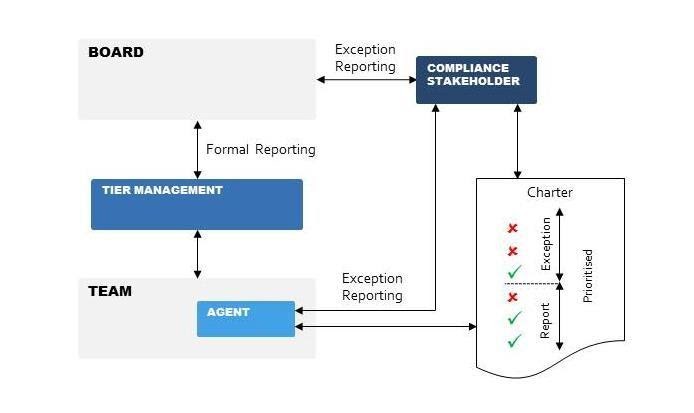 BOARD
Exception
Reporting
COMPLIANCE
STAKEHOLDER
Formal Reporting
TIER MANAGEMENT
Charter
Exception
Prioritised
Report
TEAM
Exception
Reporting
AGENT